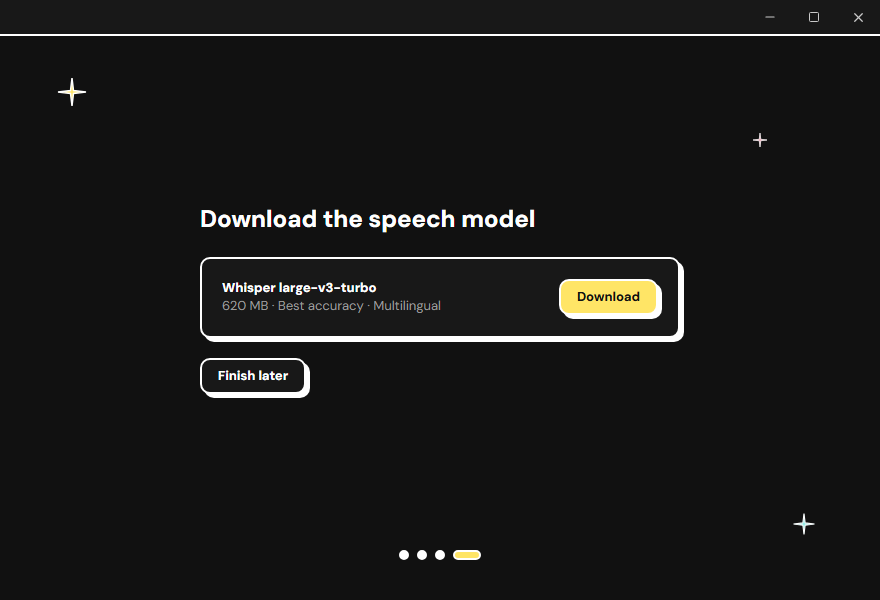 Download the speech model
Whisper large-v3-turbo
620 MB · Best accuracy · Multilingual
Download
Finish later